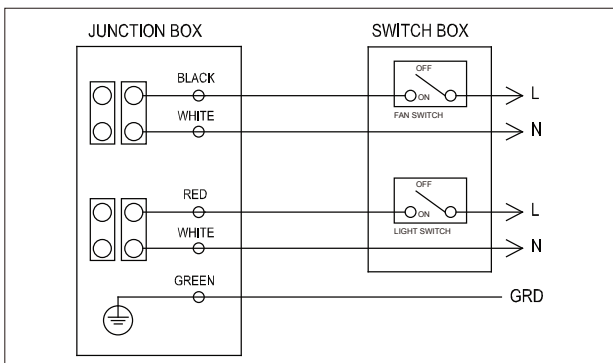 JUNCTION BOX
SWITCH BOX
BLACK
OFF
ON
L
FAN SWITCH
WHITE
N
RED
OFF
ON
L
LIGHT SWITCH
WHITE
N
GREEN
GRD